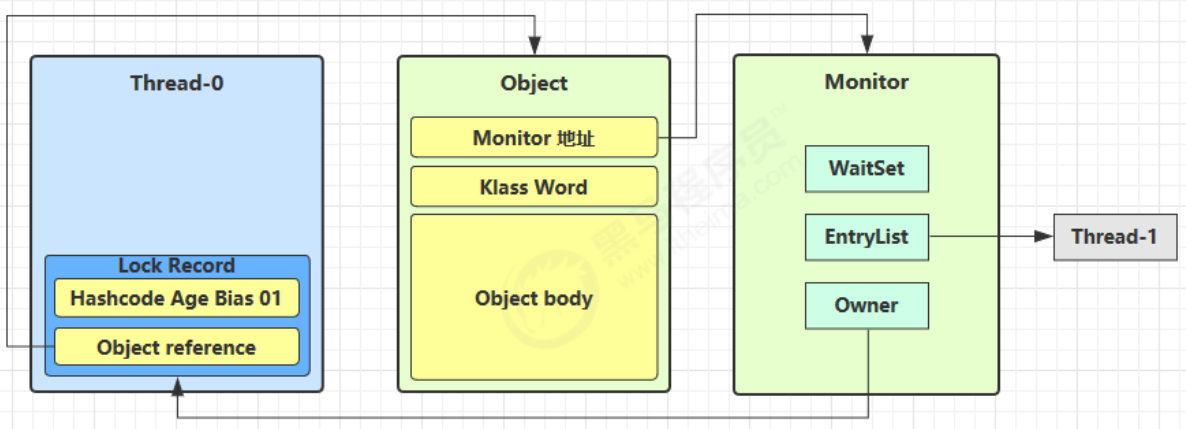 Thread-0
Lock Record
Hashcode Age Bias 01
Object reference
Object
Monitor 地址
Klass Word
Object body
Monitor
WaitSet
EntryList
Owner
Thread-1
黑马程序员
www.itheima.com